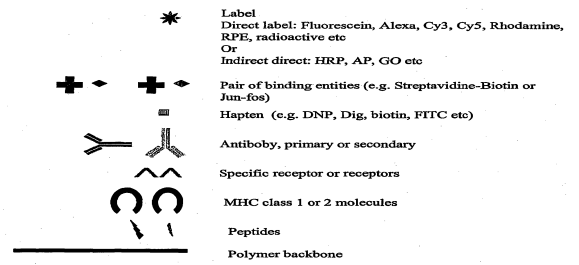 Label
Direct label: Fluorescein, Alexa, Cy3, Cy5, Rhodamine,
RPE, radioactive etc
Or
Indirect direct: HRP, AP, GO etc
Pair of binding entities (e.g. Streptavidine-Biotin or
Jun-fos)
Hapten (e.g. DNP, Dig, biotin, FITC etc)
Antiboby, primary or secondary
Specific receptor or receptors
MHC class 1 or 2 molecules
Peptides
Polymer backbone